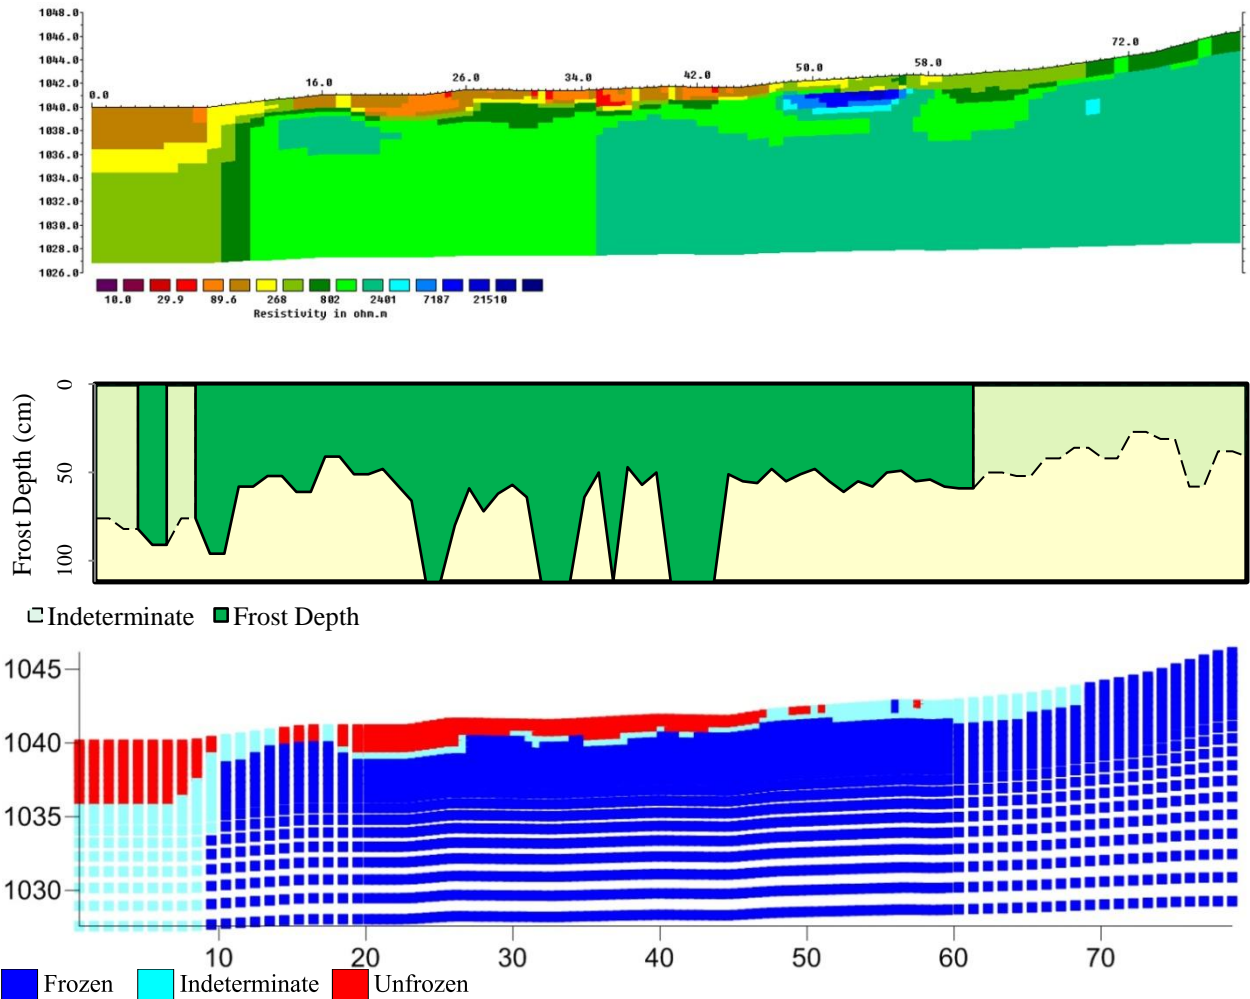 1048.0
1046.0
1044.0
1042.0
1040.0
1038.0
1036.0
1034.0
1032.0
1030.0
1028.0
1026.0
0.0 16.0 26.0 34.0 42.0 50.0 58.0 72.0
10.0 29.9 89.6 268 802 2401 7187 21510
Resistivity in ohm.m
Frost Depth (cm)
0
50
100
Indeterminate Frost Depth
1045
1040
1035
1030
10 20 30 40 50 60 70
Frozen Indeterminate Unfrozen